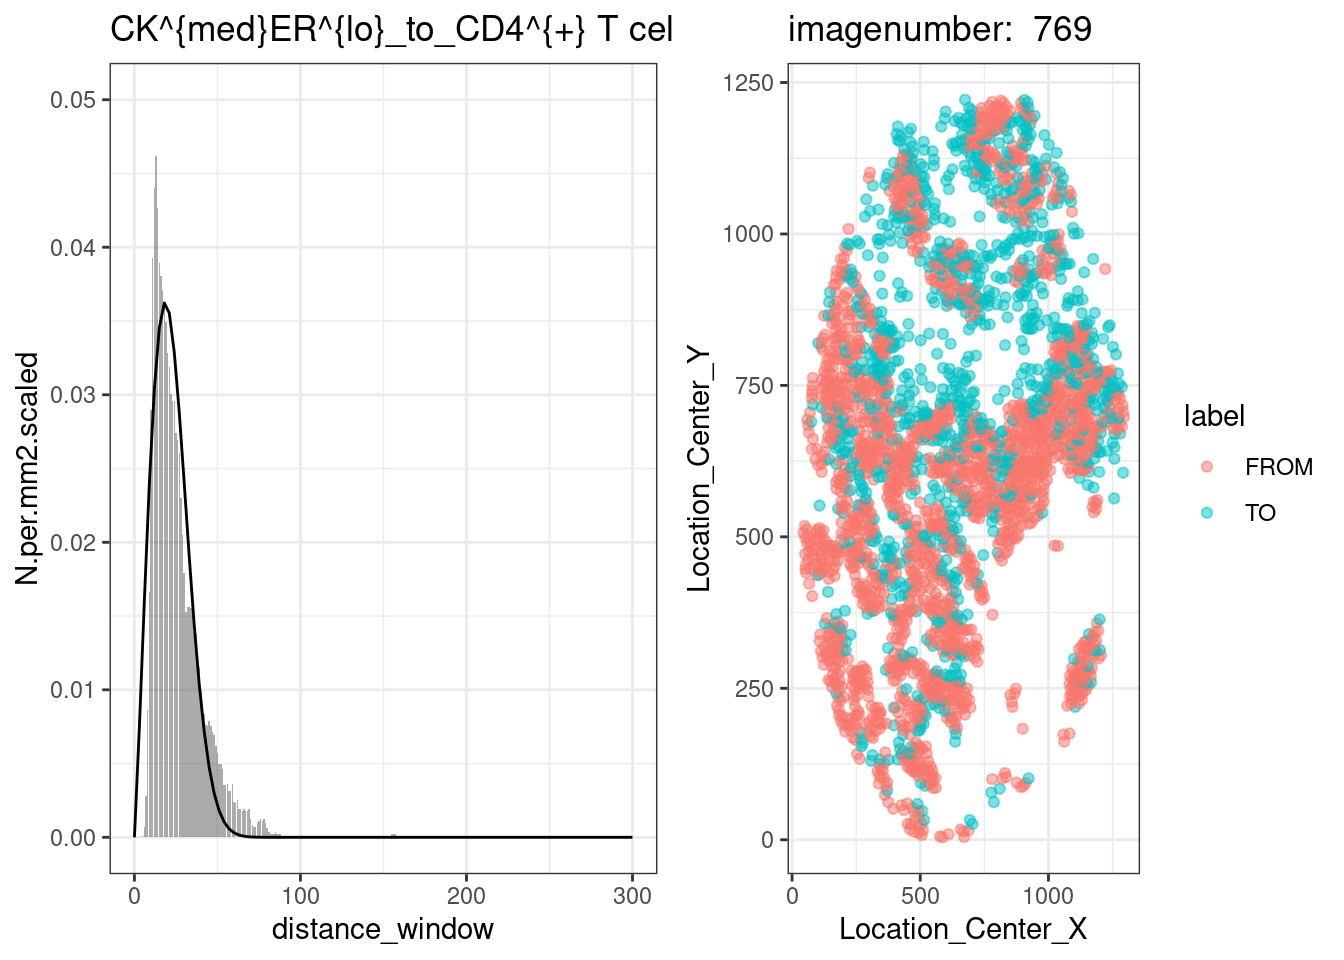 CK^{med}ER^{lo}_to_CD4^{+} T cel
N.per.mm2.scaled
0.05
0.04
0.03
0.02
0.01
0.00
0
100
200
300
distance_window
imagenumber:  769
Location_Center_Y
1250
1000
750
500
250
0
0
500
1000
Location_Center_X
label
FROM
TO